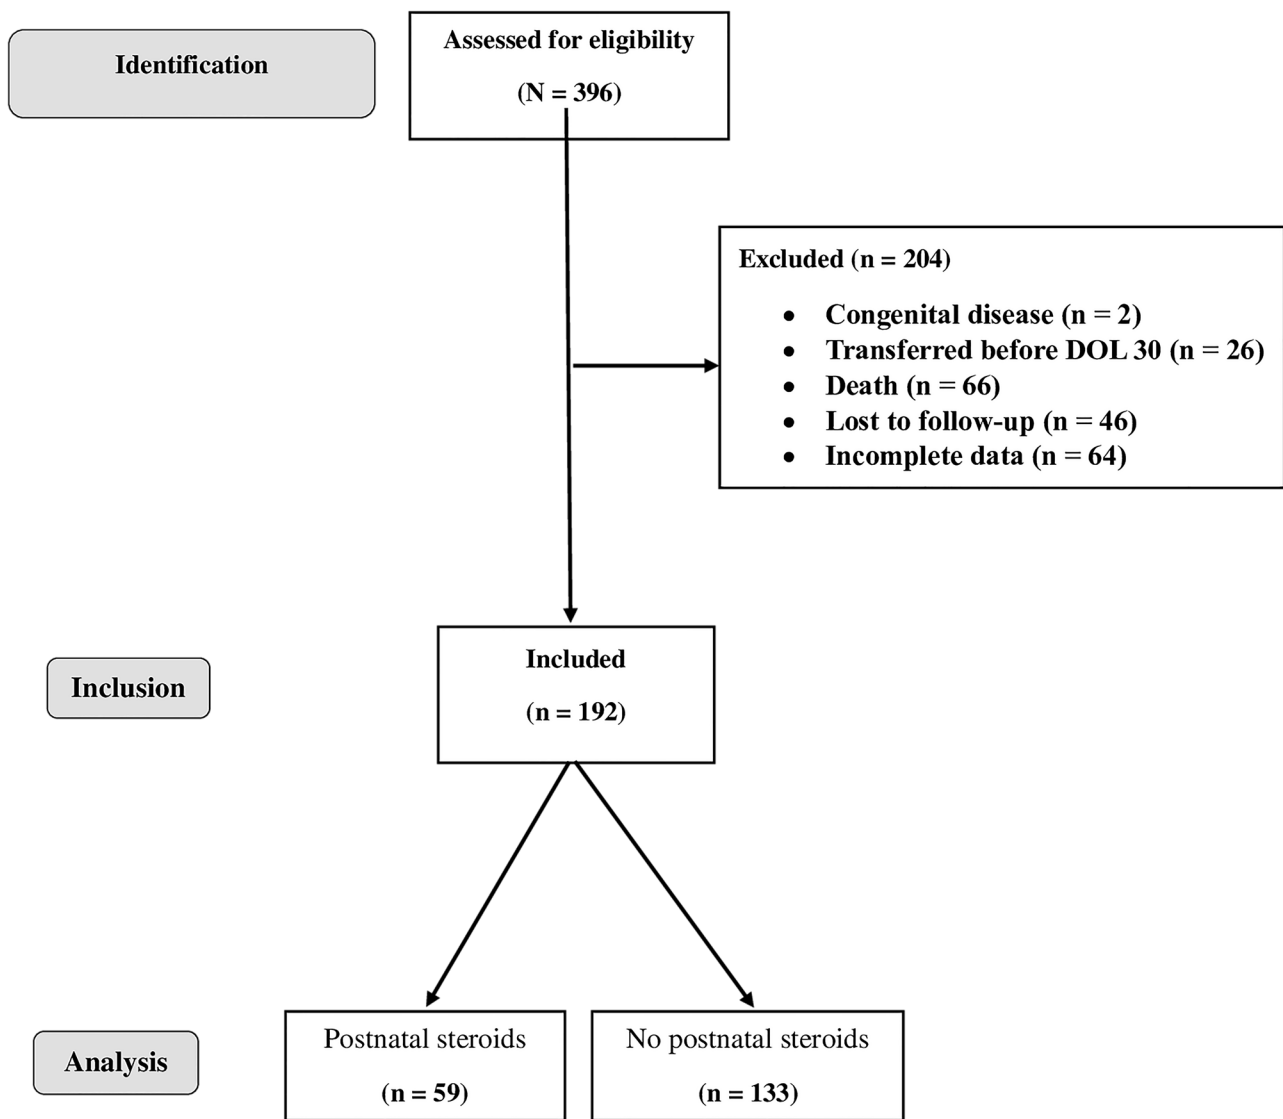 Identification
Assessed for eligibility
(N = 396)
Excluded (n = 204)
• Congenital disease (n = 2)
• Transferred before DOL 30 (n = 26)
• Death (n = 66)
• Lost to follow-up (n = 46)
• Incomplete data (n = 64)
Inclusion
Included
(n = 192)
Analysis
Postnatal steroids
(n = 59)
No postnatal steroids
(n = 133)